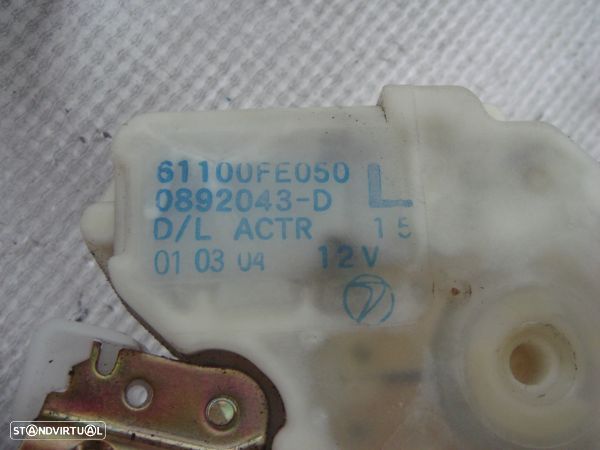 61100FE050
0892043-D L
D/L ACTR 15
01 03 04 12V
STANDVIRTUAL